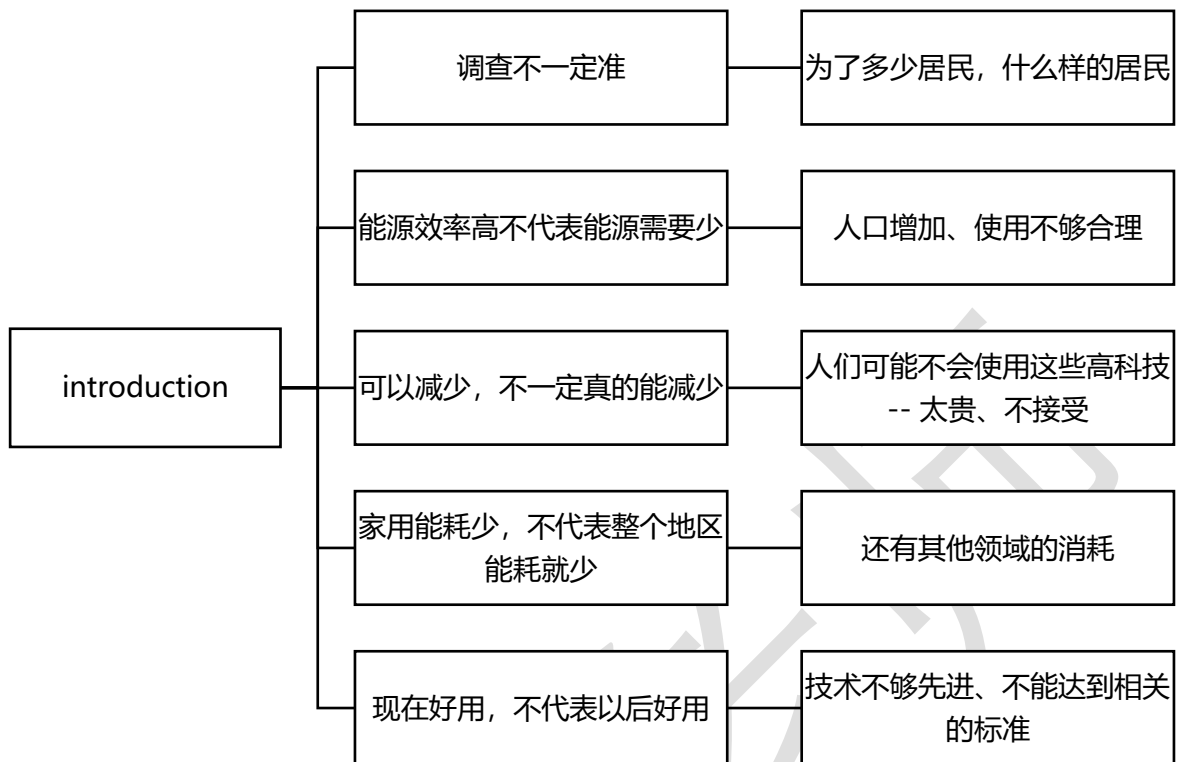 调查不一定准
为了多少居民，什么样的居民
能源效率高不代表能源需要少
人口增加、使用不够合理
introduction
可以减少，不一定真的能减少
人们可能不会使用这些高科技
-- 太贵、不接受
家用能耗少，不代表整个地区
能耗就少
还有其他领域的消耗
现在好用，不代表以后好用
技术不够先进、不能达到相关
的标准